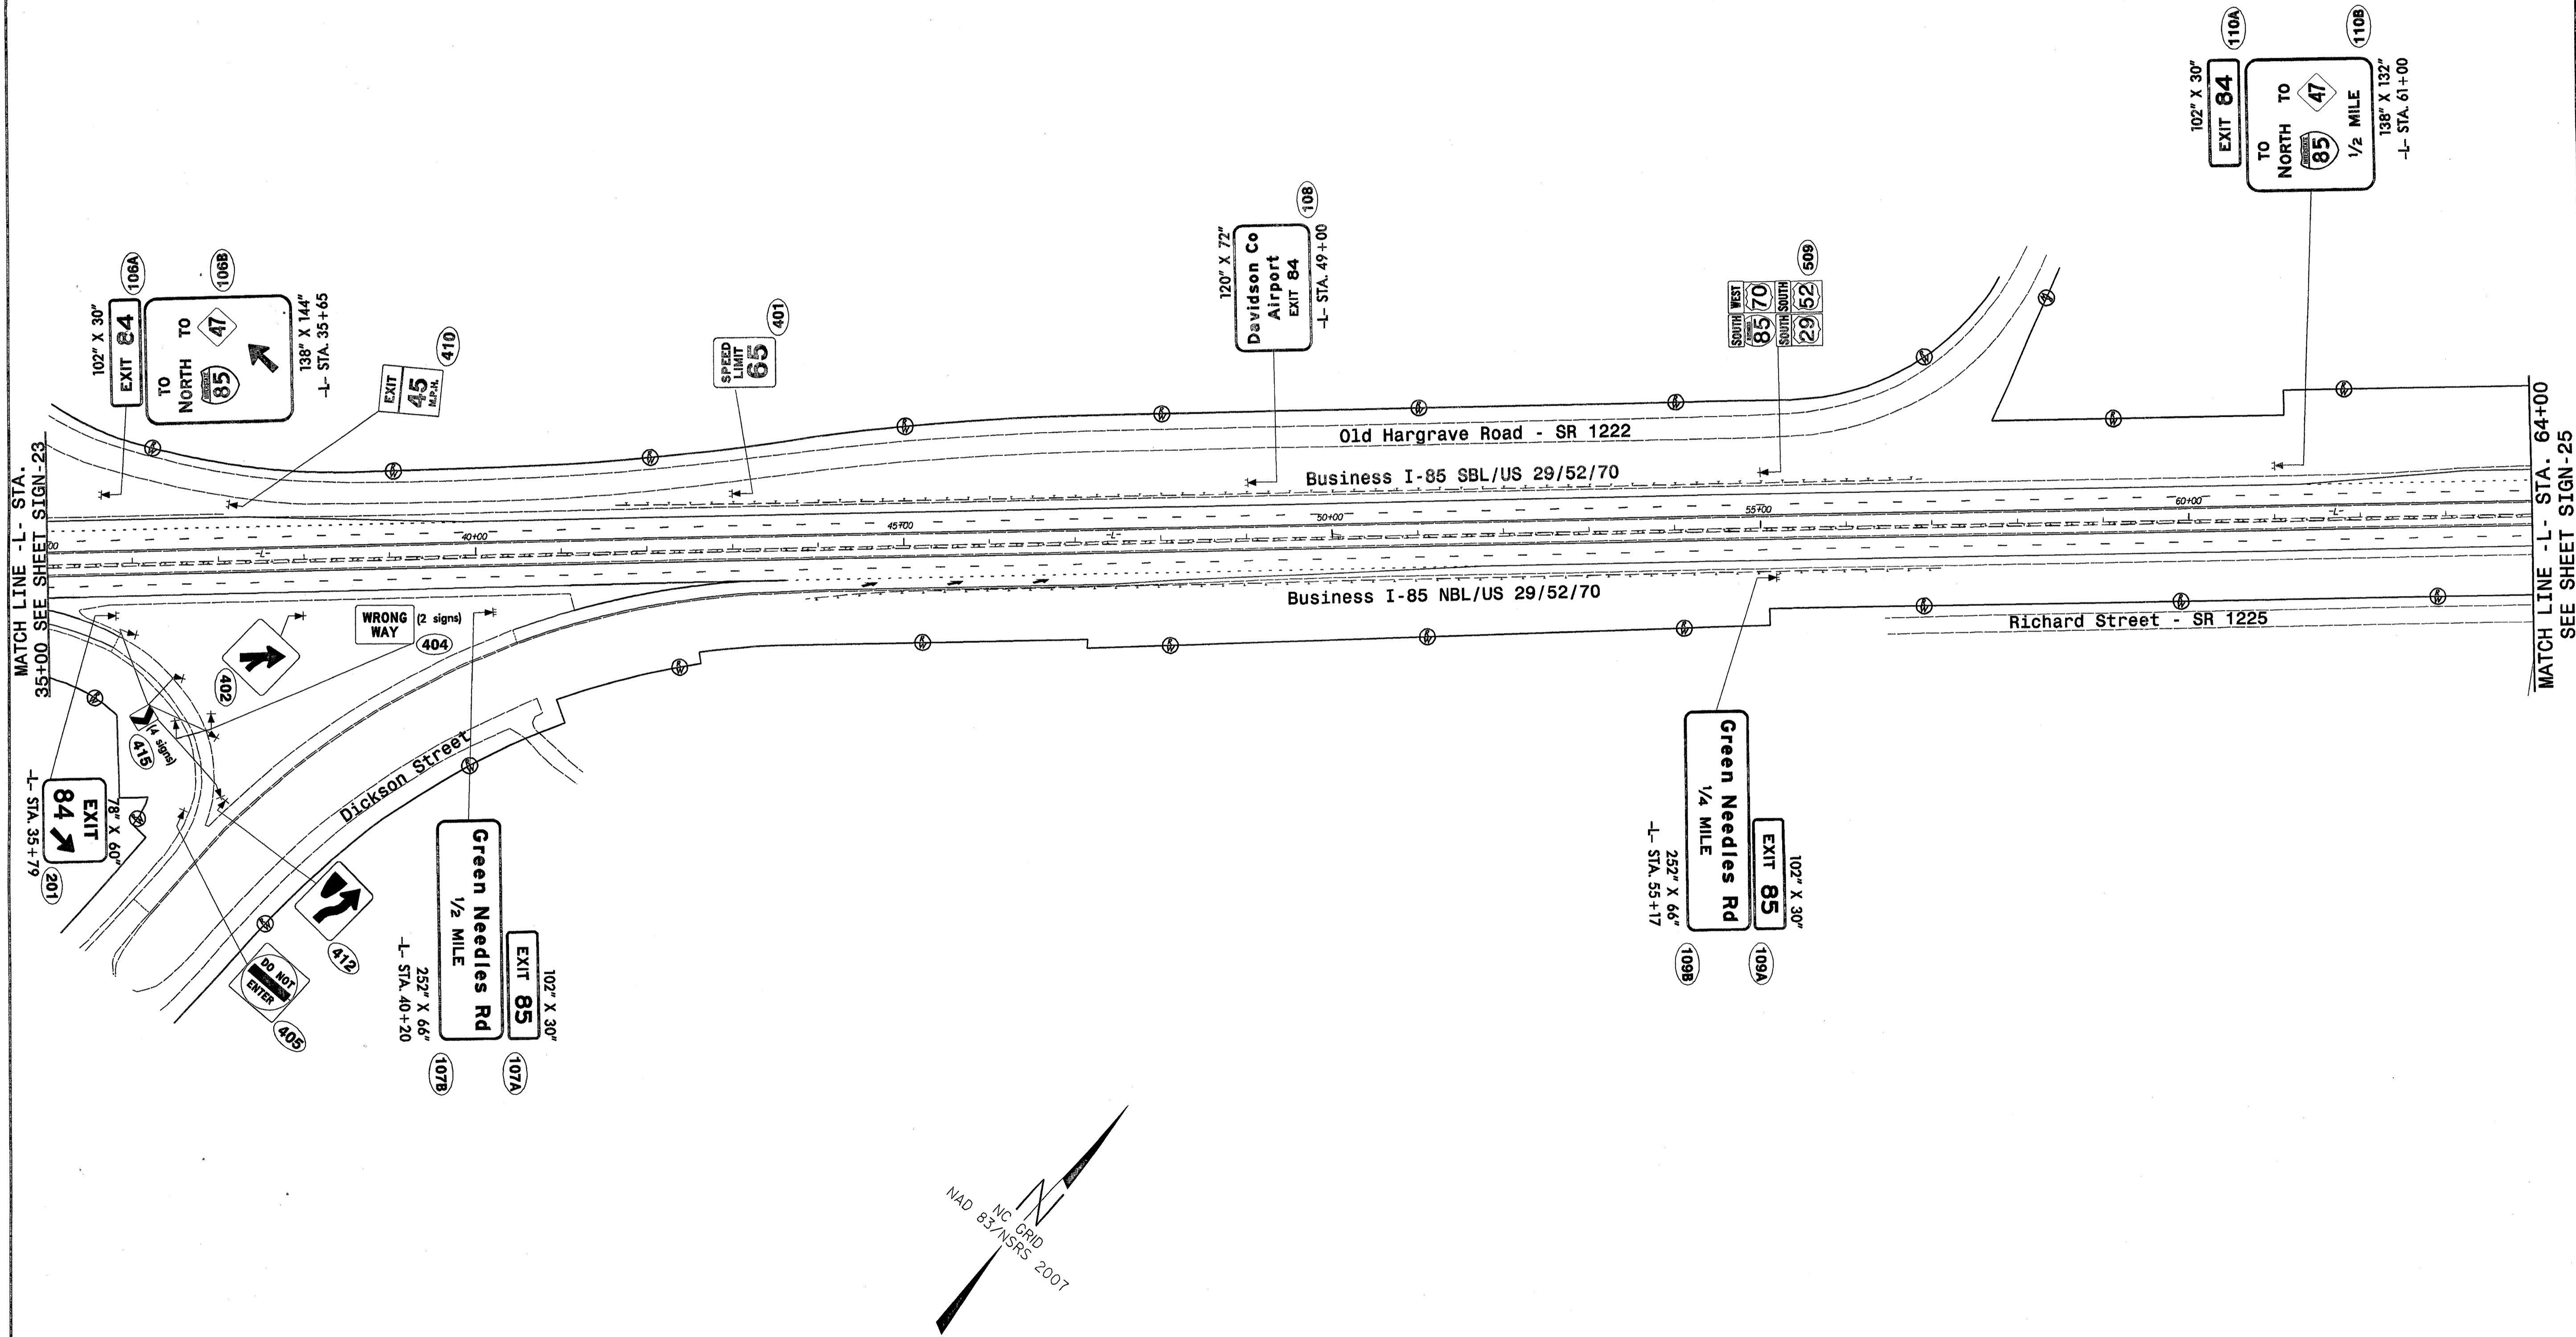 MATCH LINE -L- STA.
35+00 SEE SHEET SIGN-23
106A
102" X 30"
EXIT 84
106B
TO
NORTH TO
INTERSTATE
85
47
138" X 144"
-L- STA. 35+65
410
EXIT
45
M.P.H.
401
SPEED
LIMIT
65
108
120" X 72"
Davidson Co
Airport
EXIT 84
-L- STA. 49+00
509
SOUTH WEST
85 70
SOUTH SOUTH
29 52
110A
102" X 30"
EXIT 84
110B
TO
NORTH TO
INTERSTATE
85
47
1/2 MILE
138" X 132"
-L- STA. 61+00
Old Hargrave Road - SR 1222
Business I-85 SBL/US 29/52/70
00
-L-
40+00
45+00
-L-
50+00
55+00
60+00
-L-
Business I-85 NBL/US 29/52/70
Richard Street - SR 1225
MATCH LINE -L- STA. 64+00
SEE SHEET SIGN-25
WRONG
WAY
(2 signs)
404
402
(4 signs)
415
EXIT
84
78" X 60"
-L- STA. 35+79
201
Dickson Street
412
DO NOT
ENTER
405
102" X 30"
EXIT 85
Green Needles Rd
1/2 MILE
252" X 66"
-L- STA. 40+20
107B
107A
102" X 30"
EXIT 85
Green Needles Rd
1/4 MILE
252" X 66"
-L- STA. 55+17
109B
109A
N
NC GRID
NAD 83/NSRS 2007